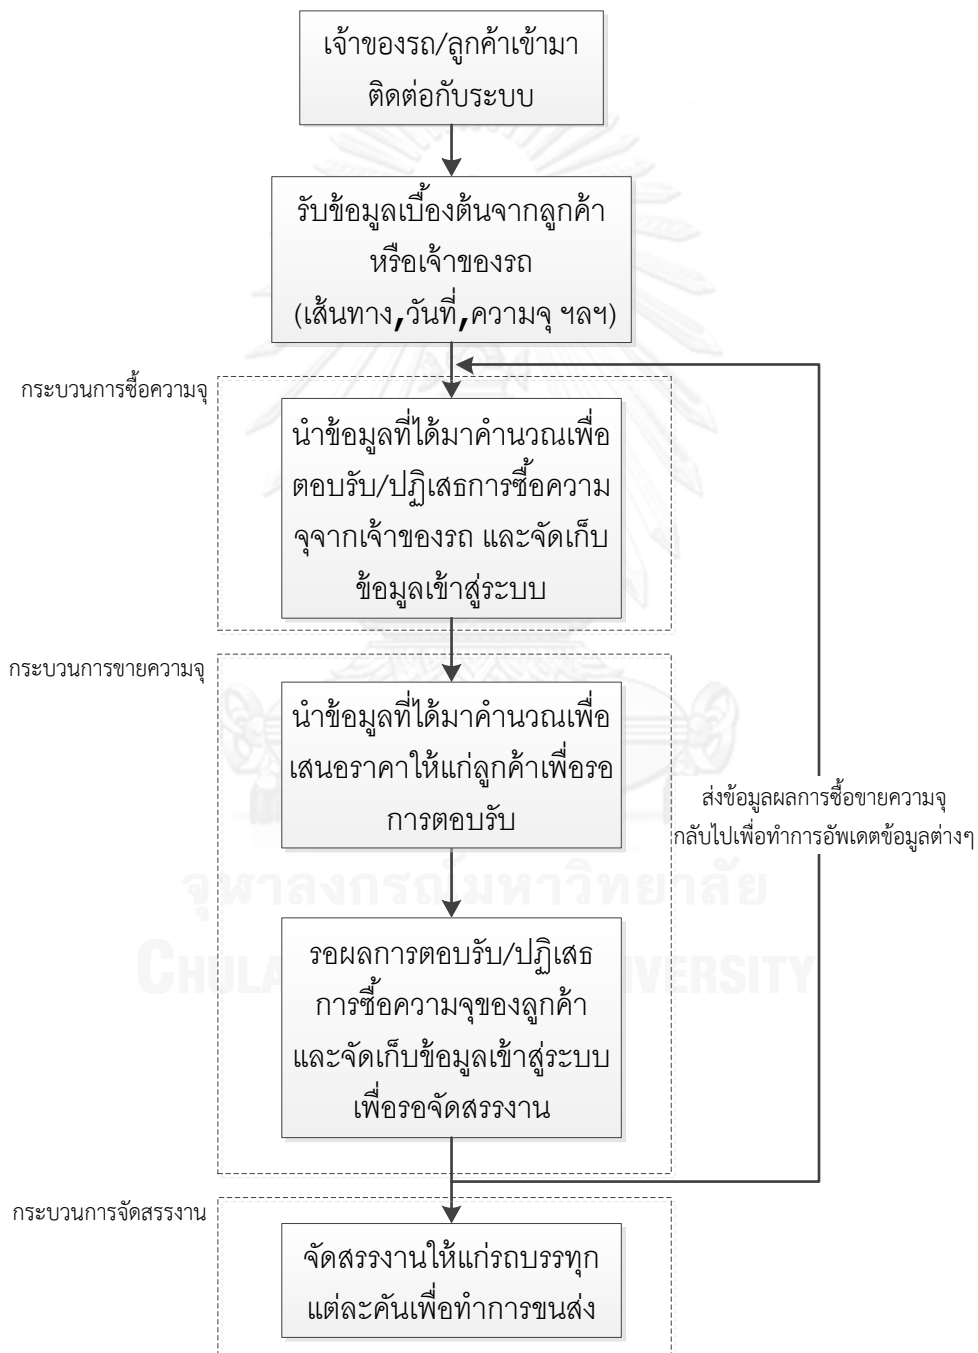 เจ้าของรถ/ลูกค้าเข้ามา
ติดต่อกับระบบ
รับข้อมูลเบื้องต้นจากลูกค้า
หรือเจ้าของรถ
(เส้นทาง,วันที่,ความจุ ฯลฯ)
กระบวนการซื้อความจุ
นำข้อมูลที่ได้มาคำนวณเพื่อ
ตอบรับ/ปฏิเสธการซื้อความ
จุจากเจ้าของรถ และจัดเก็บ
ข้อมูลเข้าสู่ระบบ
กระบวนการขายความจุ
นำข้อมูลที่ได้มาคำนวณเพื่อ
เสนอราคาให้แก่ลูกค้าเพื่อรอ
การตอบรับ
ส่งข้อมูลผลการซื้อขายความจุ
กลับไปเพื่อทำการอัพเดตข้อมูลต่างๆ
จุฬาลงกรณ์มหาวิทยาลัย
CHULA VERSITY
รอผลการตอบรับ/ปฏิเสธ
การซื้อความจุของลูกค้า
และจัดเก็บข้อมูลเข้าสู่ระบบ
เพื่อรอจัดสรรงาน
กระบวนการจัดสรรงาน
จัดสรรงานให้แก่รถบรรทุก
แต่ละคันเพื่อทำการขนส่ง